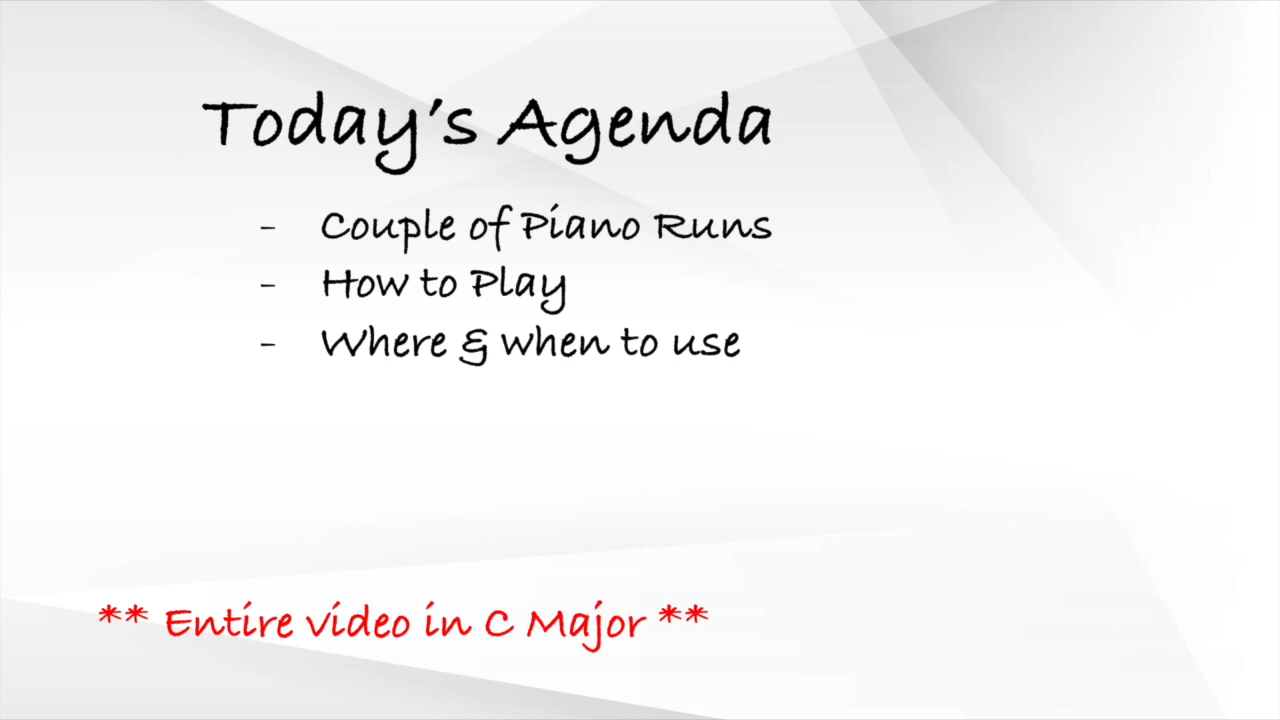 Today's Agenda
- Couple of Piano Runs
- How to Play
- Where & when to use
** Entire video in C Major **